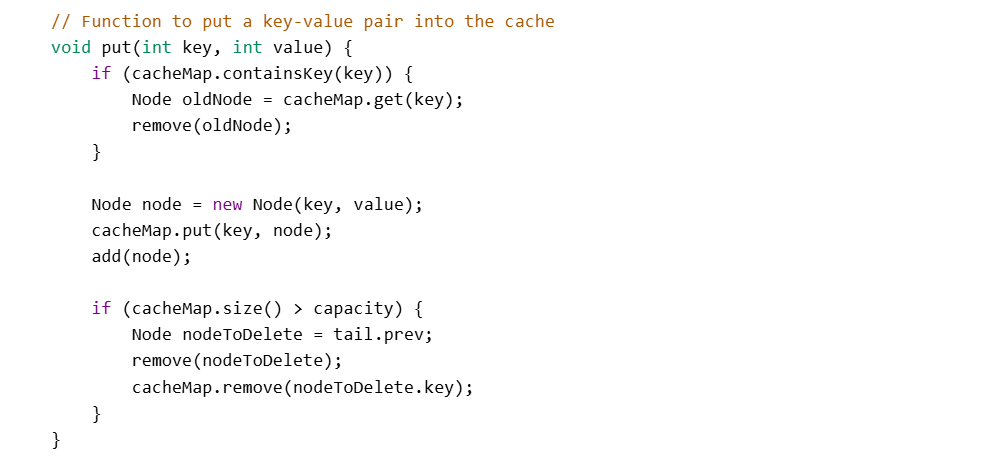 // Function to put a key-value pair into the cache
void put(int key, int value) {
    if (cacheMap.containsKey(key)) {
        Node oldNode = cacheMap.get(key);
        remove(oldNode);
    }

    Node node = new Node(key, value);
    cacheMap.put(key, node);
    add(node);

    if (cacheMap.size() > capacity) {
        Node nodeToDelete = tail.prev;
        remove(nodeToDelete);
        cacheMap.remove(nodeToDelete.key);
    }
}